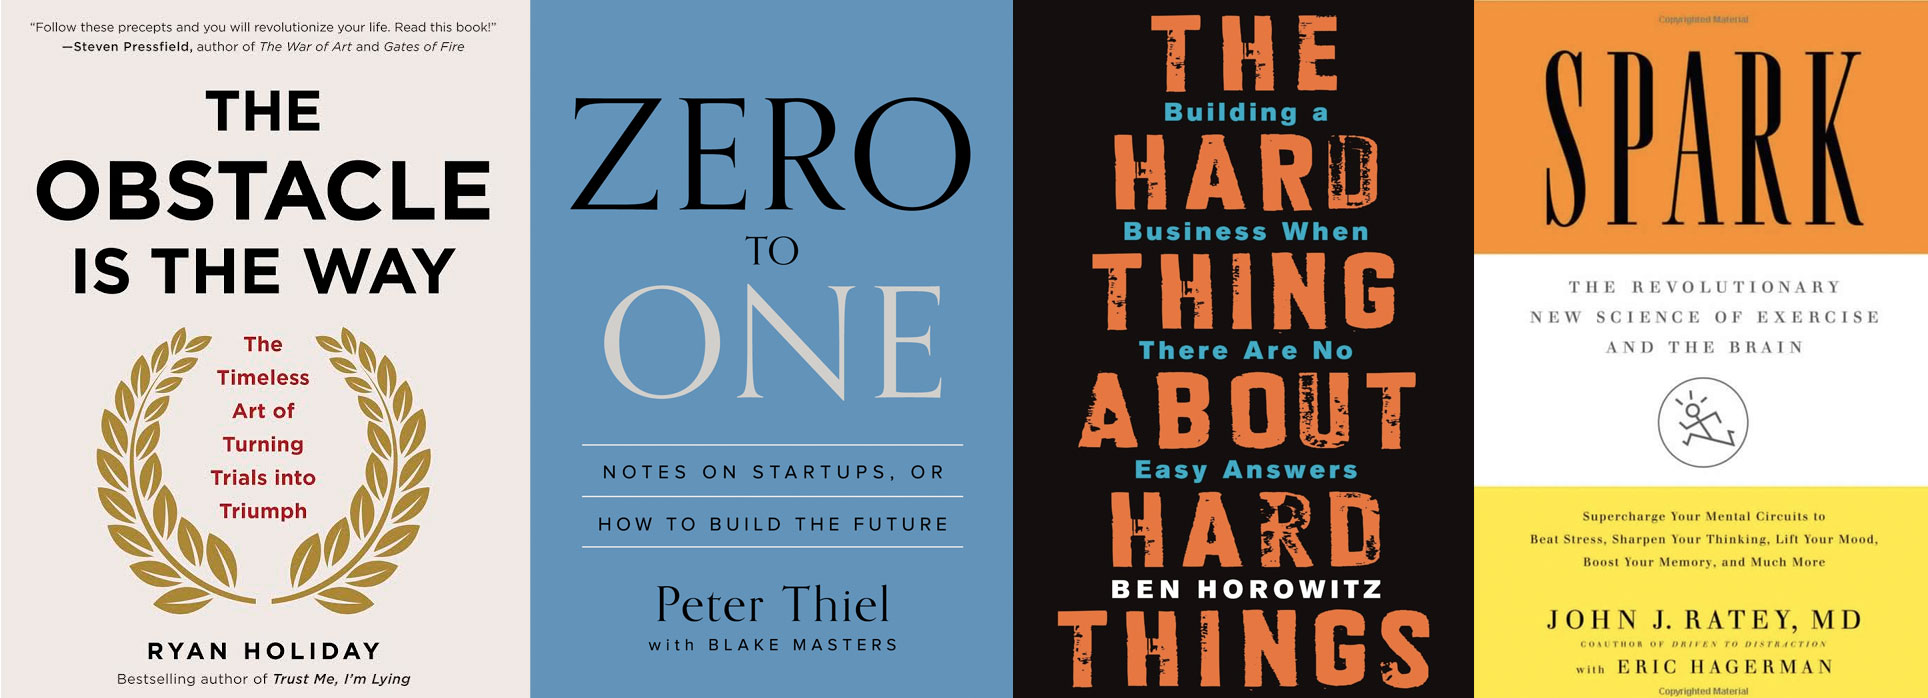 “Follow these precepts and you will revolutionize your life. Read this book!”
—Steven Pressfield, author of The War of Art and Gates of Fire
THE
OBSTACLE
IS THE WAY
The
Timeless
Art of
Turning
Trials into
Triumph
RYAN HOLIDAY
Bestselling author of Trust Me, I’m Lying
ZERO
TO
ONE
NOTES ON STARTUPS, OR
HOW TO BUILD THE FUTURE
Peter Thiel
with BLAKE MASTERS
THE
Building a
HARD
Business When
THING
There Are No
ABOUT
Easy Answers
HARD
BEN HOROWITZ
THINGS
Copyrighted Material
SPARK
THE REVOLUTIONARY
NEW SCIENCE OF EXERCISE
AND THE BRAIN
Supercharge Your Mental Circuits to
Beat Stress, Sharpen Your Thinking, Lift Your Mood,
Boost Your Memory, and Much More
JOHN J. RATEY, MD
COAUTHOR OF DRIVEN TO DISTRACTION
with ERIC HAGERMAN
Copyrighted Material